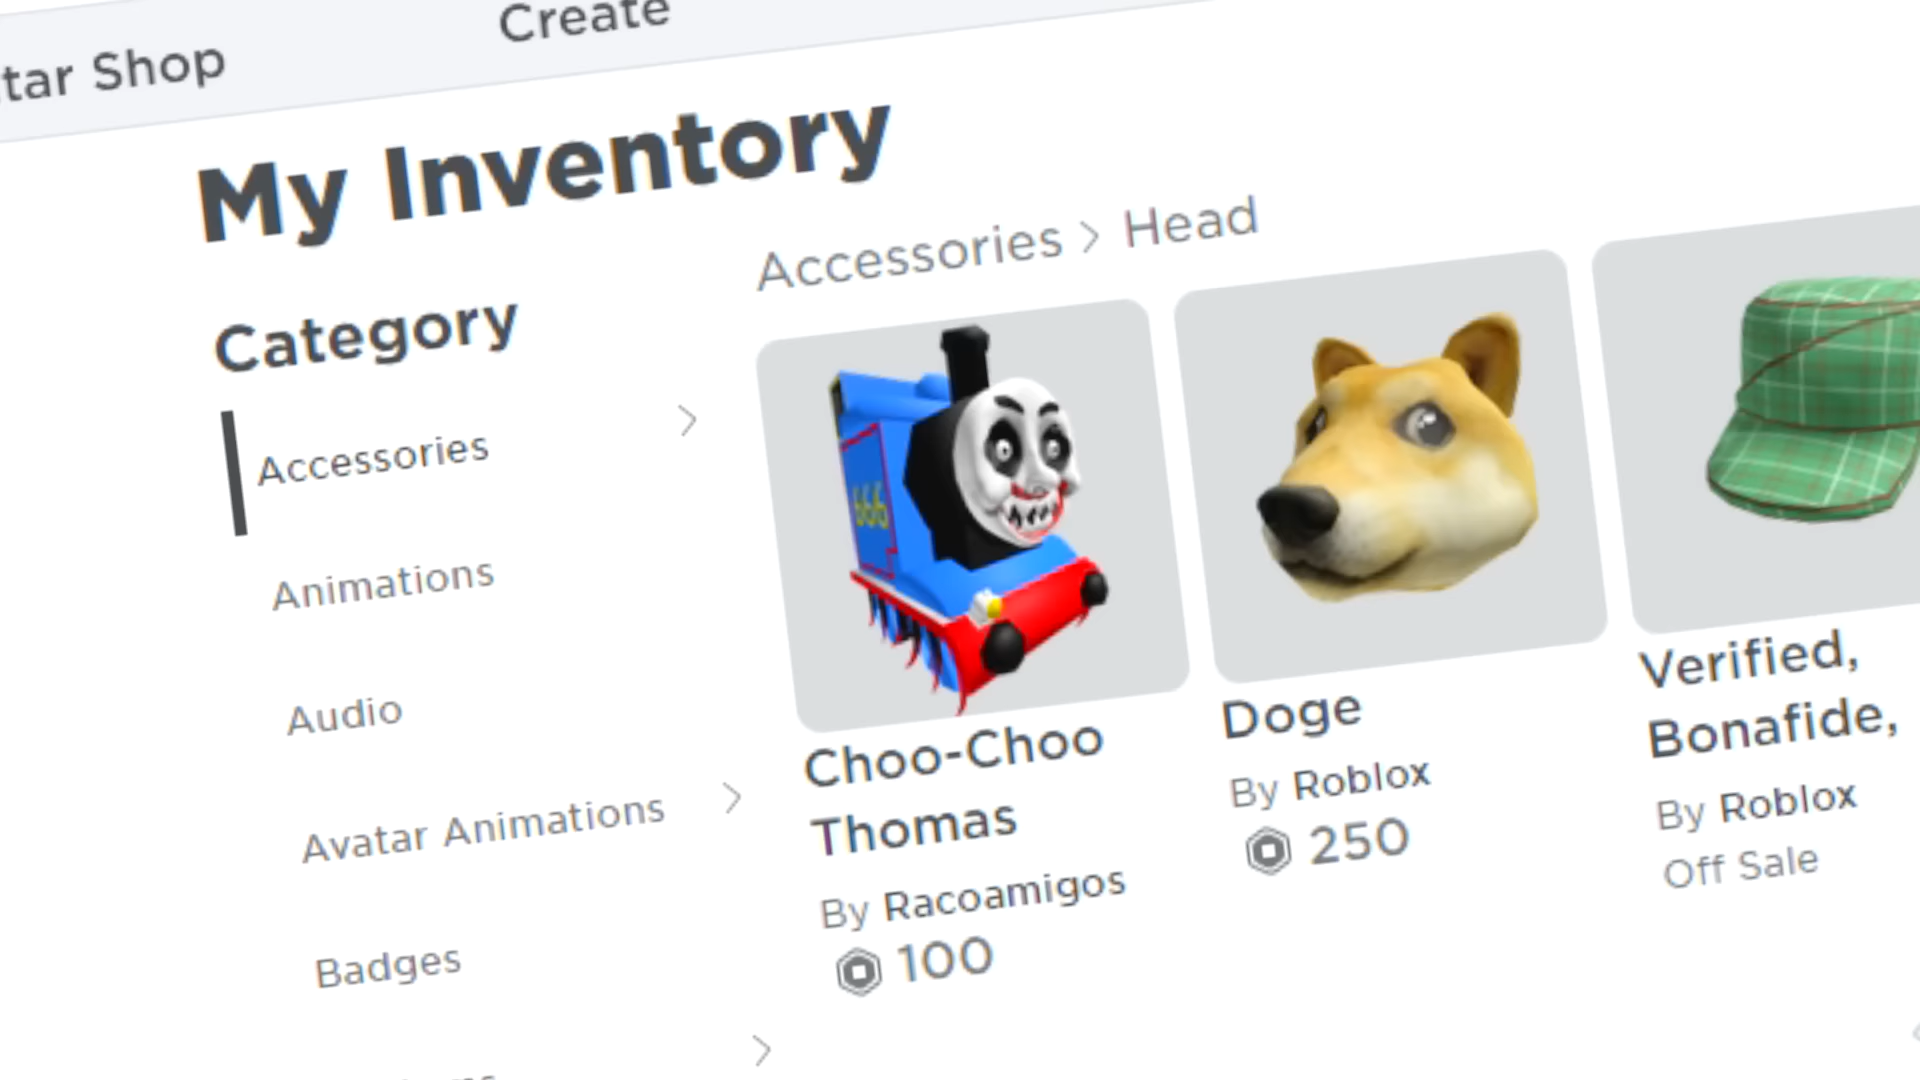 tar Shop
Create
My Inventory
Category
Accessories
Animations
Audio
Avatar Animations
Badges
Accessories > Head
666
Choo-Choo
Thomas
By Racoamigos
100
Doge
By Roblox
250
Verified,
Bonafide,
By Roblox
Off Sale